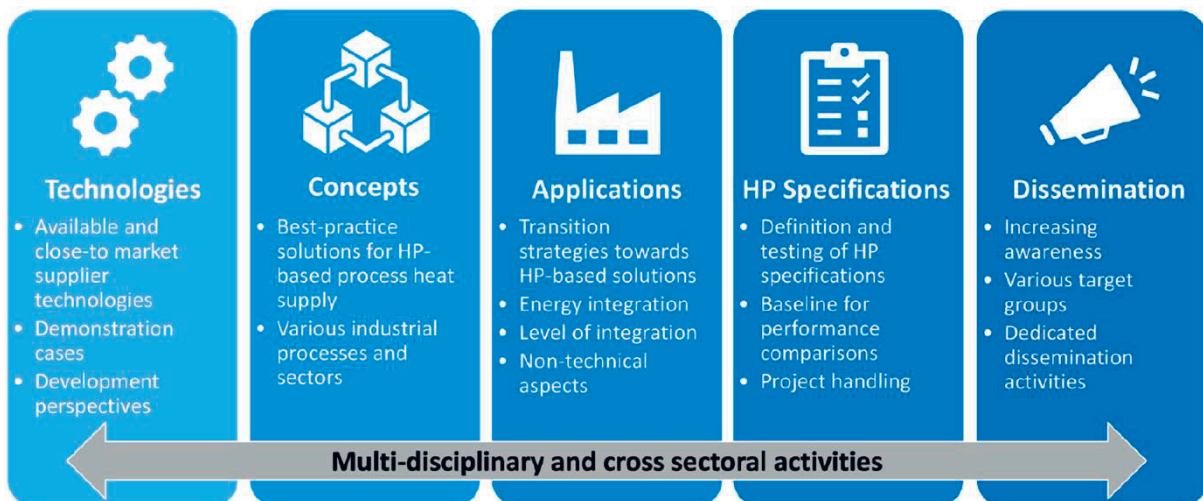 Technologies
• Available and
close-to market
supplier
technologies
• Demonstration
cases
• Development
perspectives
Concepts
• Best-practice
solutions for HP-
based process heat
supply
• Various industrial
processes and
sectors
Applications
• Transition
strategies towards
HP-based solutions
• Energy integration
• Level of integration
• Non-technical
aspects
HP Specifications
• Definition and
testing of HP
specifications
• Baseline for
performance
comparisons
• Project handling
Dissemination
• Increasing
awareness
• Various target
groups
• Dedicated
dissemination
activities
Multi-disciplinary and cross sectoral activities